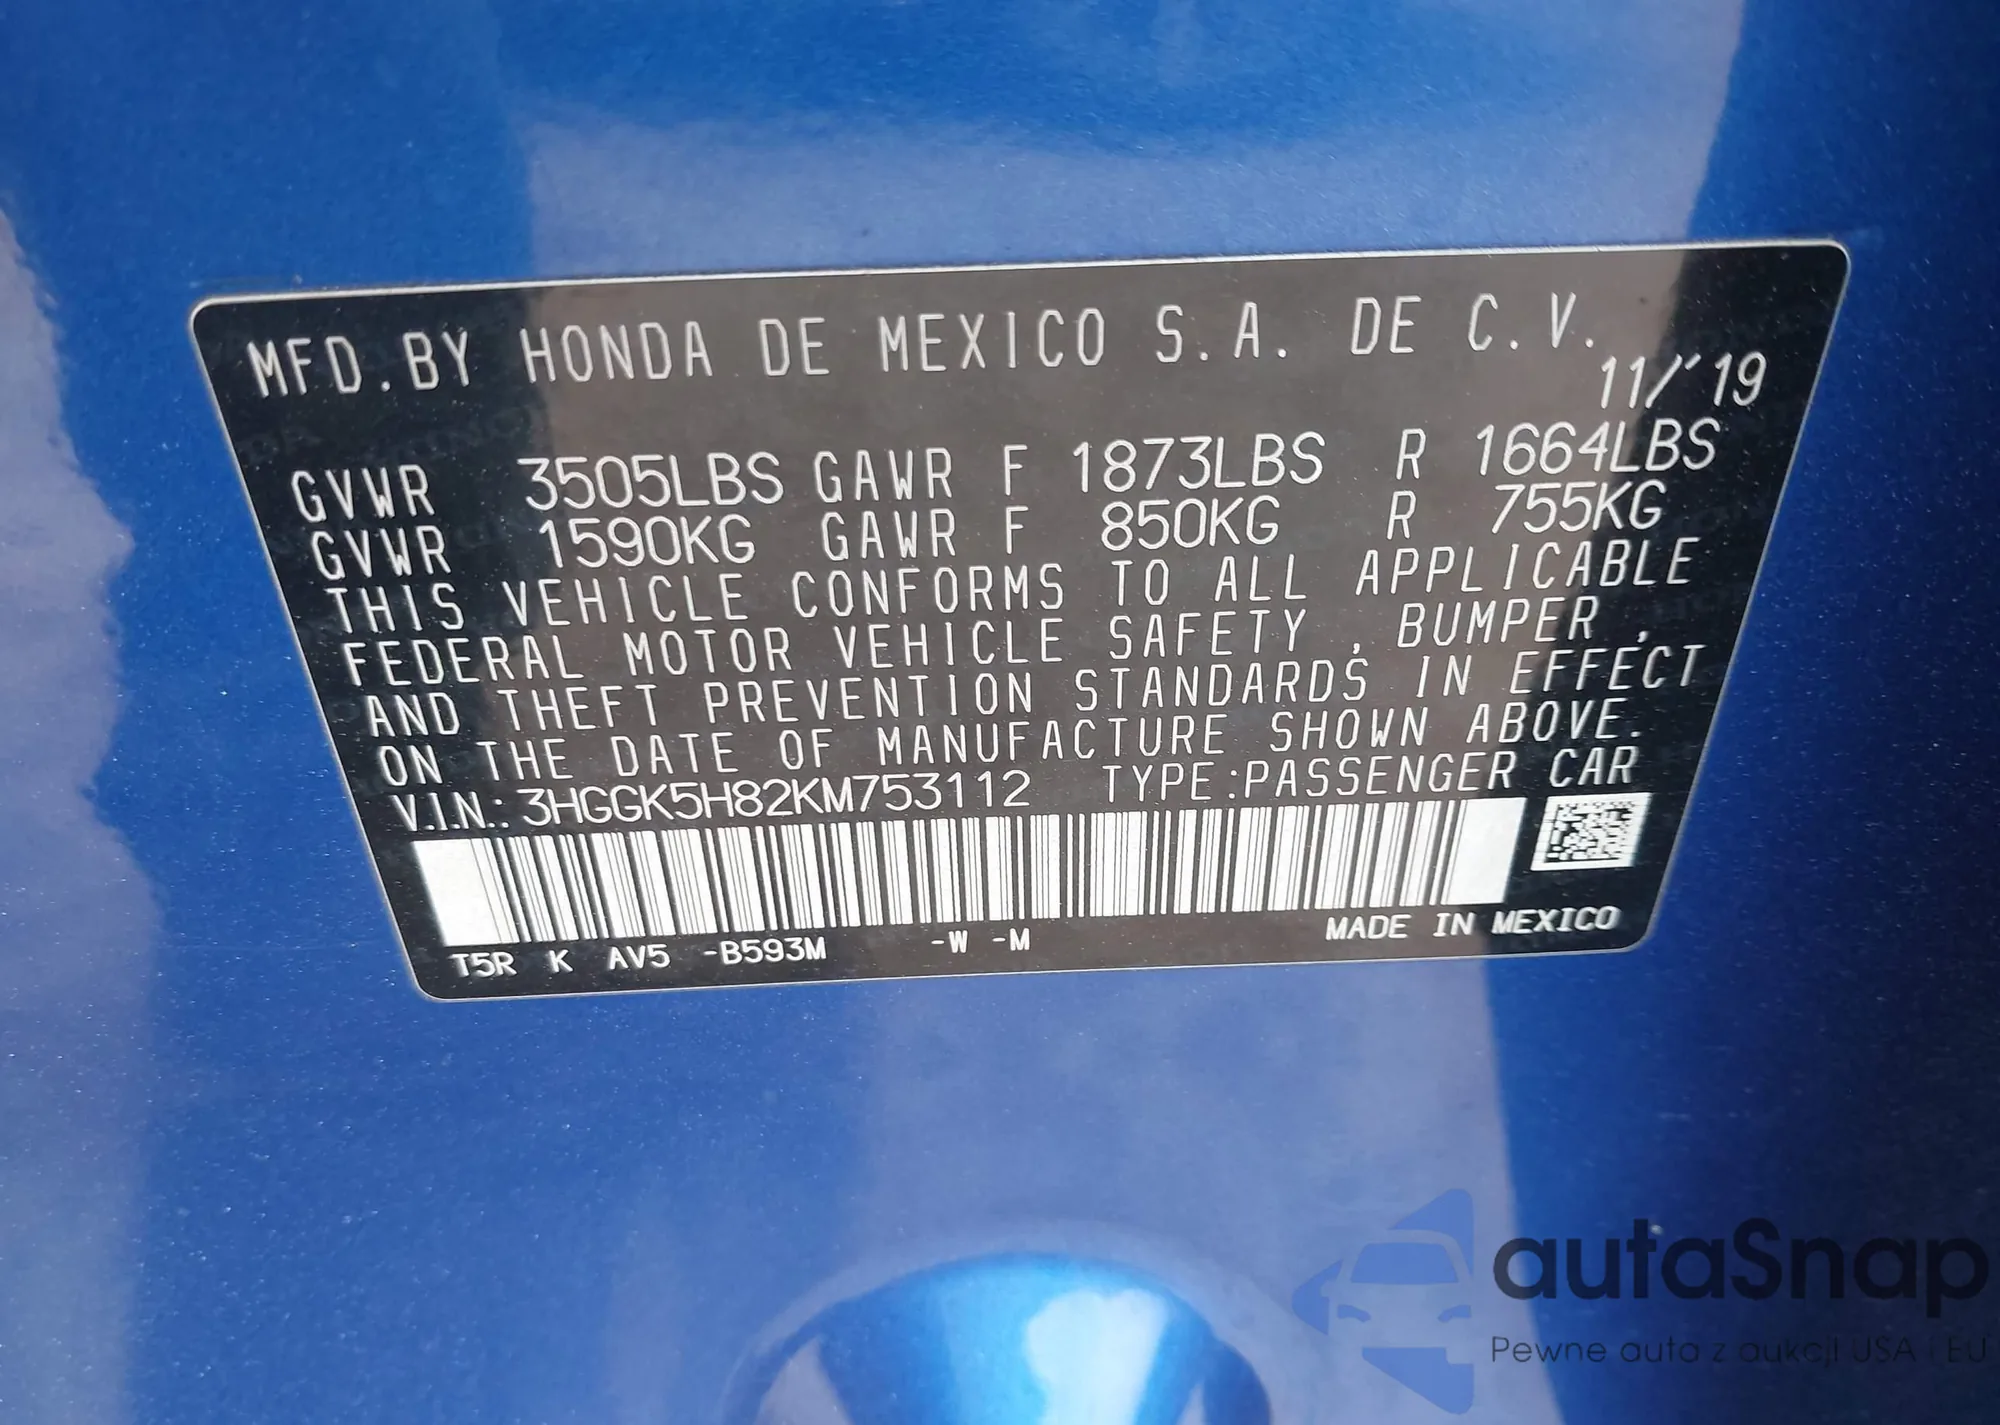 MFD.BY HONDA DE MEXICO S.A. DE C.V.
11/'19
GVWR 3505LBS GAWR F 1873LBS R 1664LBS
GVWR 1590KG GAWR F 850KG R 755KG
THIS VEHICLE CONFORMS TO ALL APPLICABLE
FEDERAL MOTOR VEHICLE SAFETY, BUMPER,
AND THEFT PREVENTION STANDARDS IN EFFECT
ON THE DATE OF MANUFACTURE SHOWN ABOVE.
V.I.N.: 3HGGK5H82KM753112 TYPE:PASSENGER CAR
T5R K AV5 -B593M -W -M MADE IN MEXICO
autaSnap
Pewne auta z aukcji USA i EU